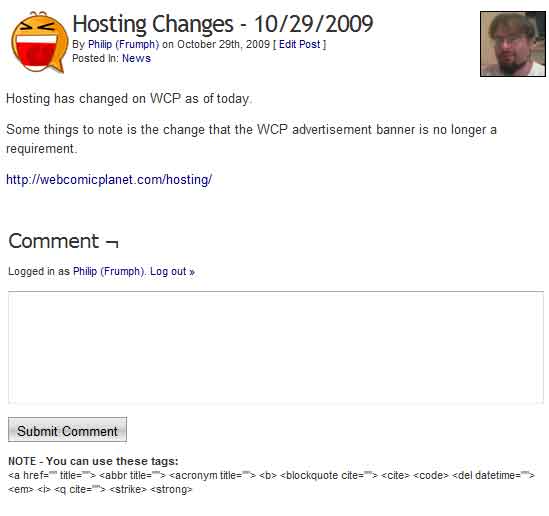 Hosting Changes - 10/29/2009
By Philip (Frumph) on October 29th, 2009 [ Edit Post ]
Posted In: News
Hosting has changed on WCP as of today.
Some things to note is the change that the WCP advertisement banner is no longer a
requirement.
http://webcomicplanet.com/hosting/
Comment ¬
Logged in as Philip (Frumph). Log out »
Submit Comment
NOTE - You can use these tags:
<a href="" title=""> <abbr title=""> <acronym title=""> <b> <blockquote cite=""> <cite> <code> <del datetime="">
<em> <i> <q cite=""> <strike> <strong>